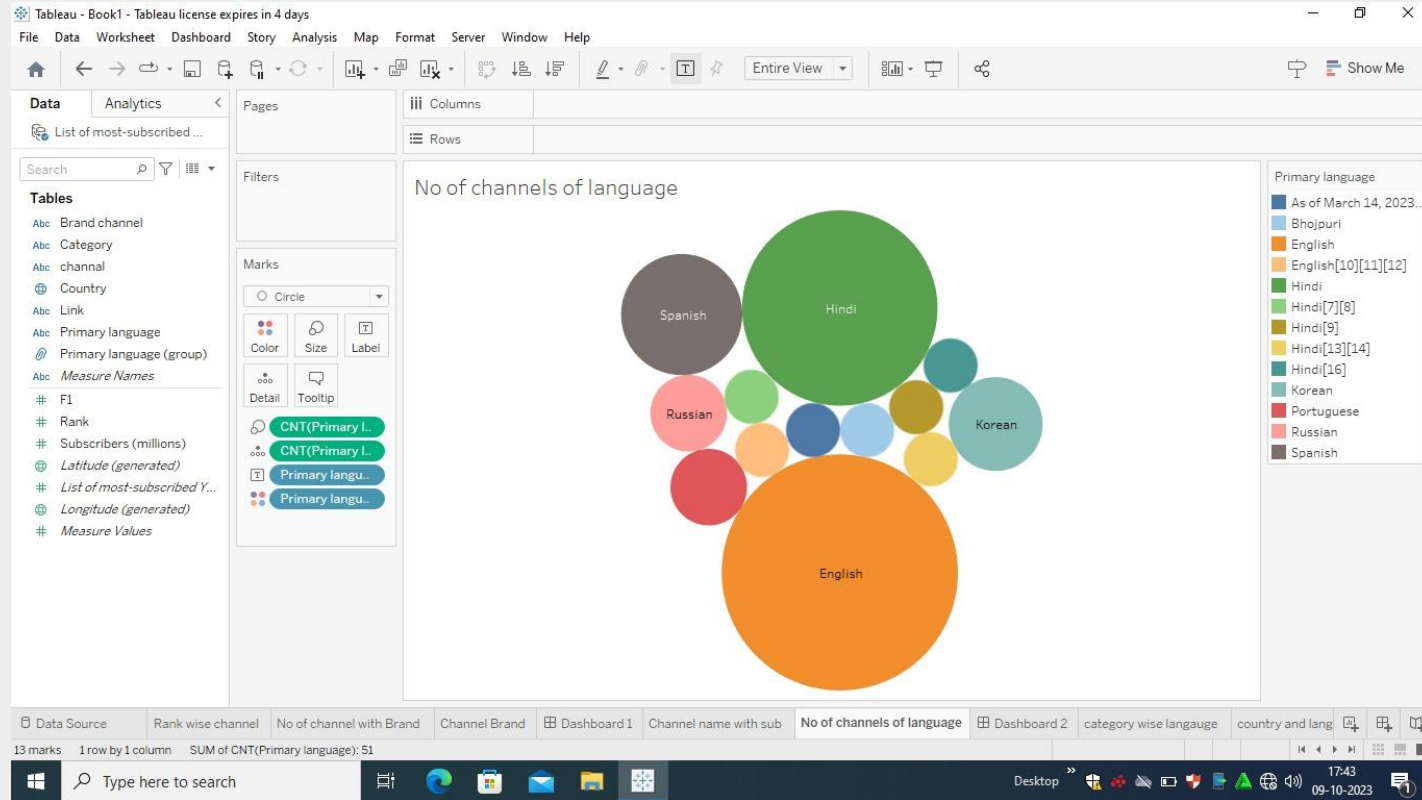 Tableau - Book1 - Tableau license expires in 4 days
File Data Worksheet Dashboard Story Analysis Map Format Server Window Help
Entire View Show Me
Data Analytics
List of most-subscribed ...
Search
Tables
Abc Brand channel
Abc Category
Abc channal
Country
Abc Link
Abc Primary language
Primary language (group)
Abc Measure Names
# F1
# Rank
# Subscribers (millions)
Latitude (generated)
# List of most-subscribed Y...
Longitude (generated)
# Measure Values
Pages
Filters
Marks
Circle
Color Size T Label
Detail Tooltip
CNT(Primary l..
CNT(Primary l..
T Primary langu..
Primary langu..
iii Columns
Rows
No of channels of language
Hindi
Spanish
Russian
Korean
English
Primary language
As of March 14, 2023..
Bhojpuri
English
English[10][11][12]
Hindi
Hindi[7][8]
Hindi[9]
Hindi[13][14]
Hindi[16]
Korean
Portuguese
Russian
Spanish
Data Source Rank wise channel No of channel with Brand Channel Brand Dashboard 1 Channel name with sub No of channels of language Dashboard 2 category wise langauge country and lang
13 marks 1 row by 1 column SUM of CNT(Primary language): 51
Type here to search Desktop 17:43
09-10-2023 1